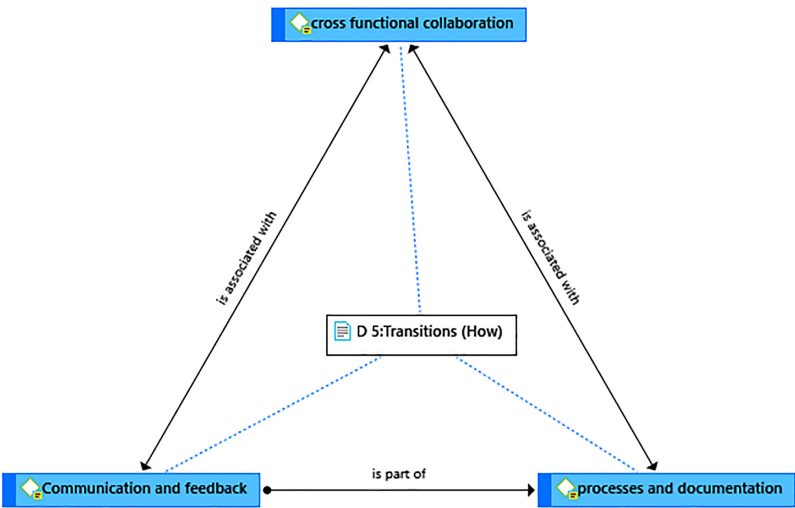 cross functional collaboration
is associated with
is associated with
D 5:Transitions (How)
is part of
Communication and feedback
processes and documentation